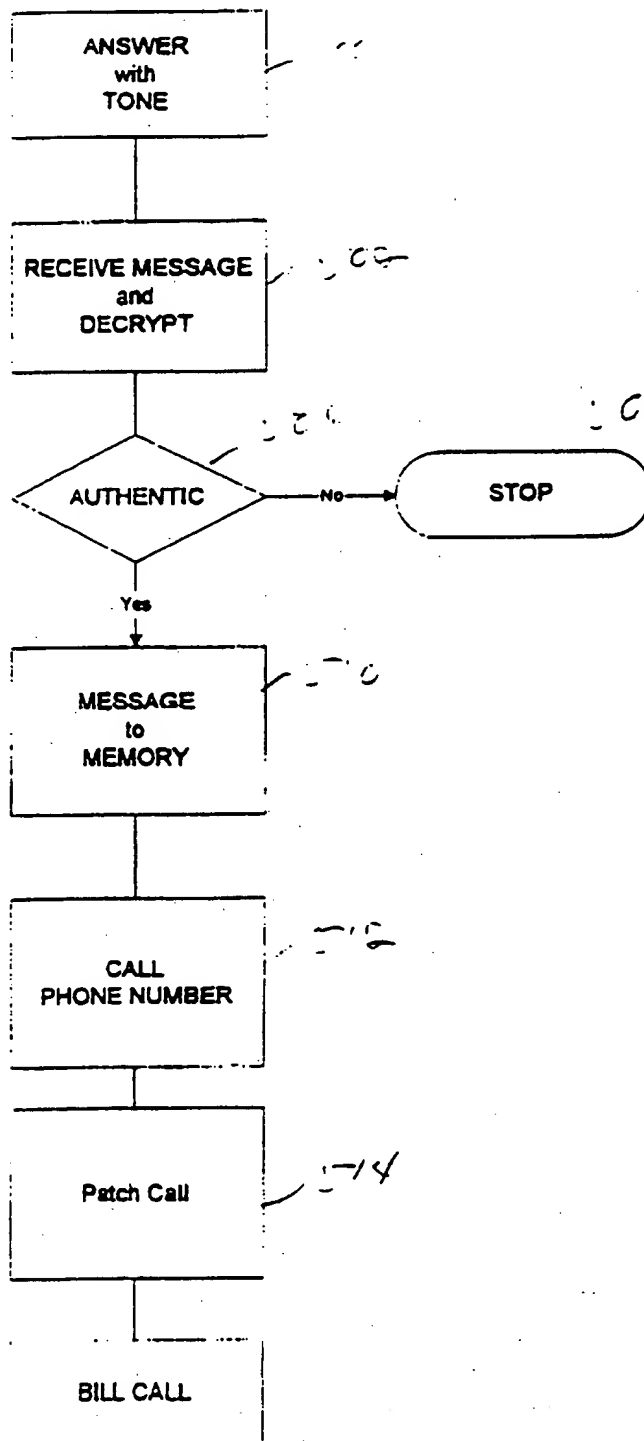 ANSWER
with
TONE
RECEIVE MESSAGE
and
DECRYPT
AUTHENTIC
No
STOP
Yes
MESSAGE
to
MEMORY
CALL
PHONE NUMBER
Patch Call
BILL CALL